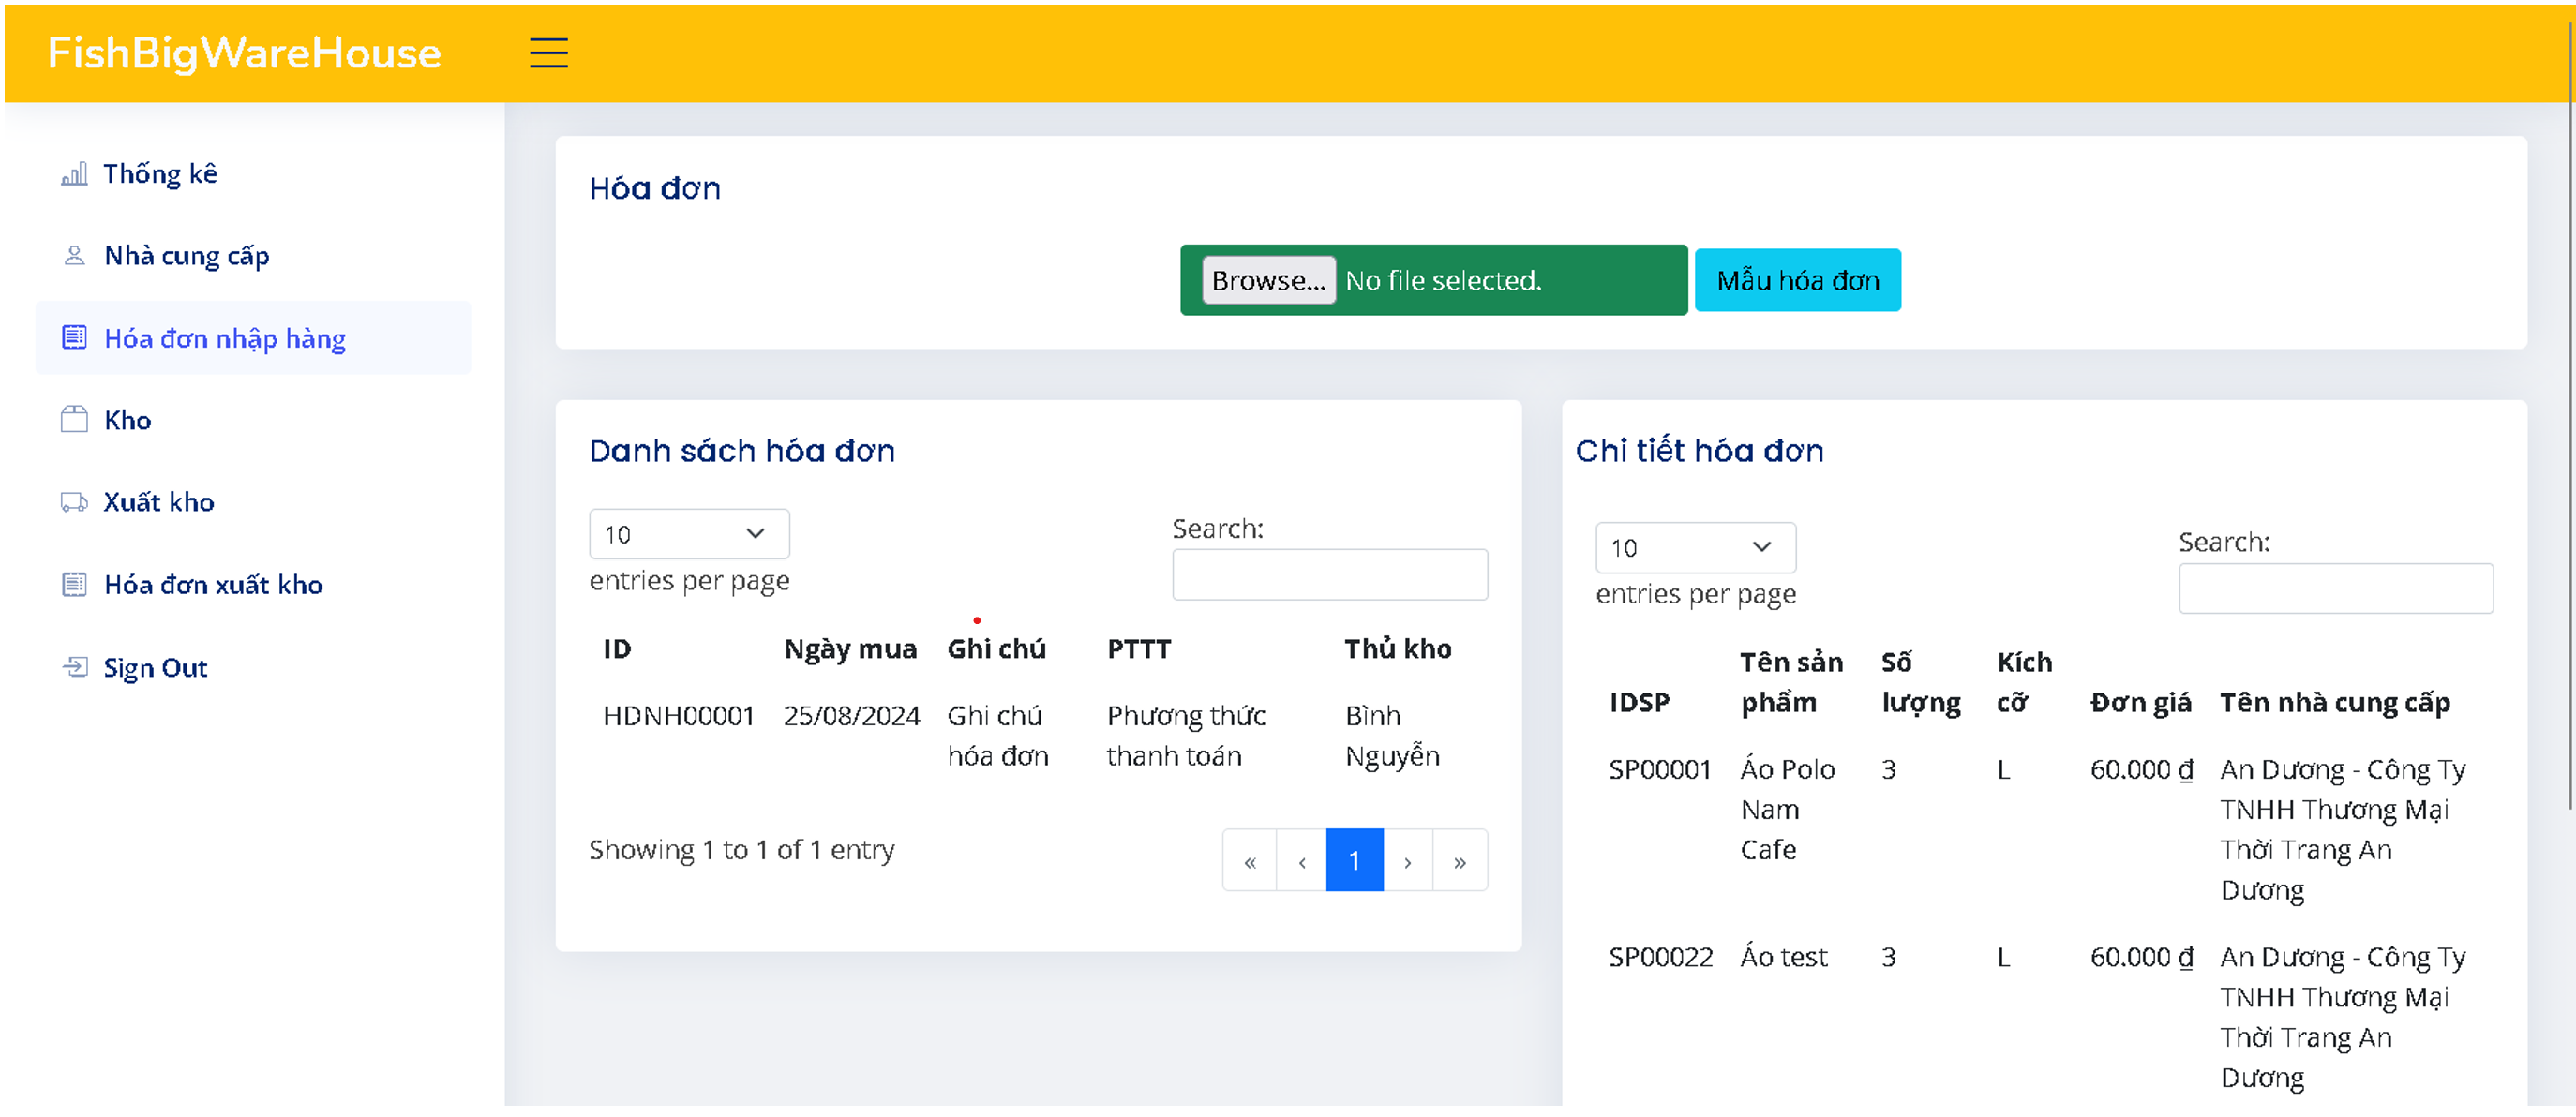 FishBigWareHouse
Thống kê
Nhà cung cấp
Hóa đơn nhập hàng
Kho
Xuất kho
Hóa đơn xuất kho
Sign Out
Hóa đơn
Browse... No file selected. Mẫu hóa đơn
Danh sách hóa đơn
10
entries per page
Search:
ID Ngày mua Ghi chú PTTT Thủ kho
HDNH00001 25/08/2024 Ghi chú Phương thức Bình
hóa đơn thanh toán Nguyễn
Showing 1 to 1 of 1 entry
« ‹ 1 › »
Chi tiết hóa đơn
10
entries per page
Search:
Tên sản Số Kích
IDSP phẩm lượng cỡ Đơn giá Tên nhà cung cấp
SP00001 Áo Polo 3 L 60.000 ₫ An Dương - Công Ty
Nam TNHH Thương Mại
Cafe Thời Trang An
Dương
SP00022 Áo test 3 L 60.000 ₫ An Dương - Công Ty
TNHH Thương Mại
Thời Trang An
Dương